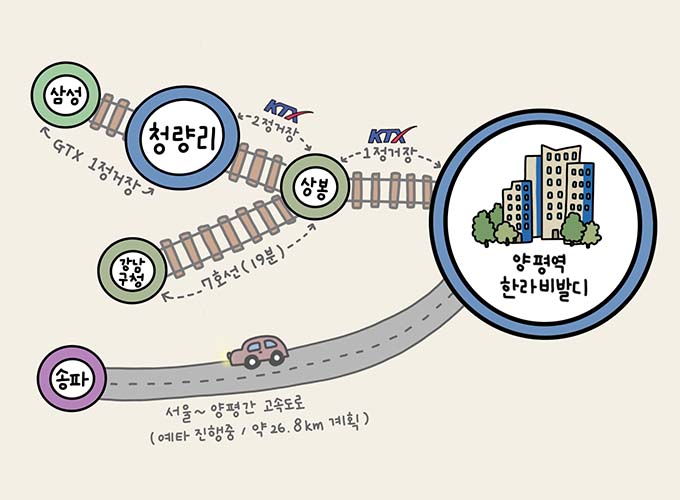 삼성
GTX 1정거장
청량리
KTX
2정거장
상봉
KTX
1정거장
강남
구청
7호선(19분)
양평역
한라비발디
송파
서울~양평간 고속도로
(예타 진행중, 약26.8km 계획)